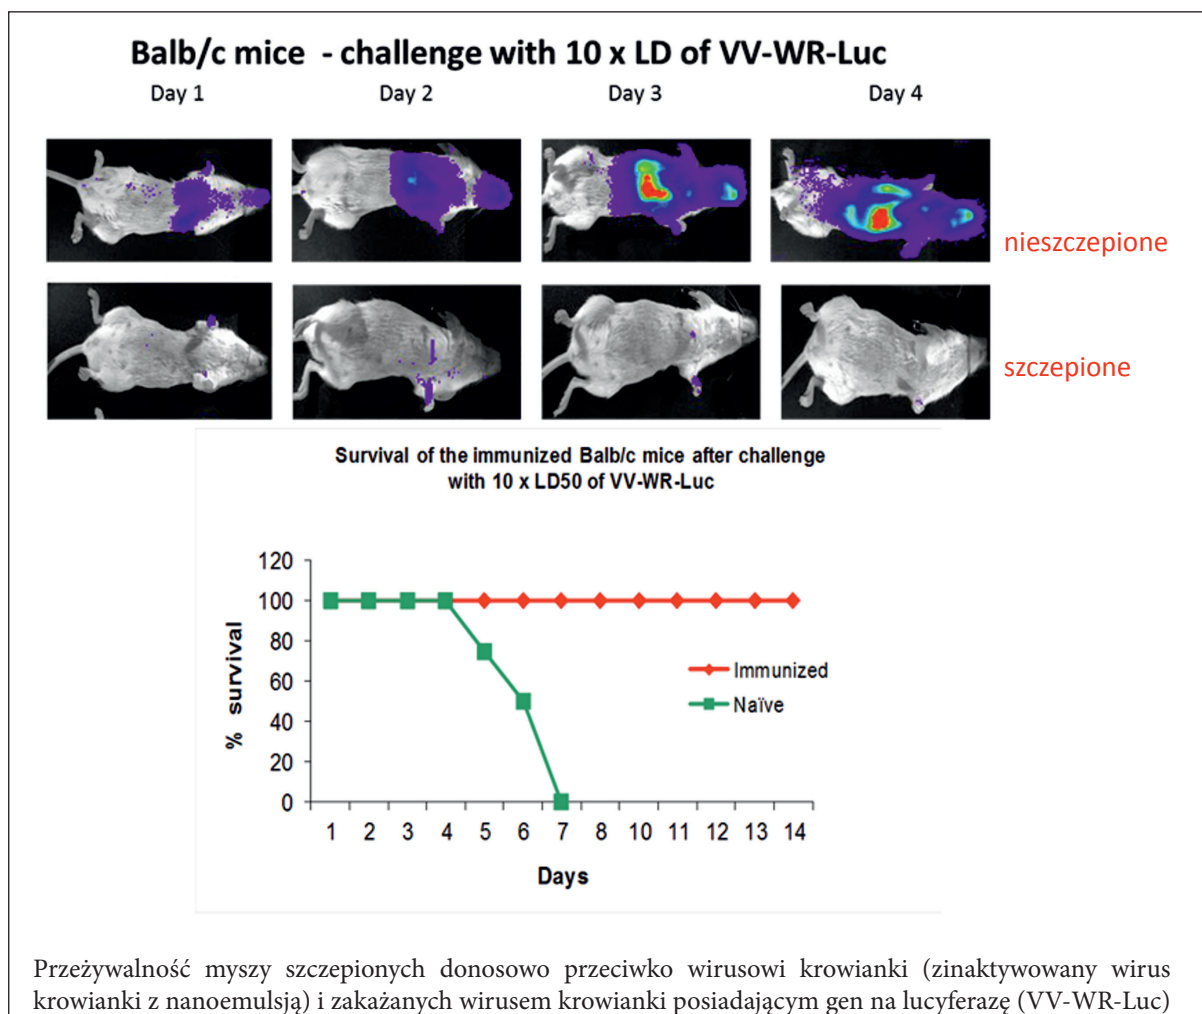 Balb/c mice - challenge with 10 x LD of VV-WR-Luc
Day 1 Day 2 Day 3 Day 4
nieszczepione
szczepione
Survival of the immunized Balb/c mice after challenge
with 10 x LD50 of VV-WR-Luc
120
100
80
60
40
20
0
% survival
Immunized
Naïve
1 2 3 4 5 6 7 8 10 11 12 13 14
Days
Przeżywalność myszy szczepionych donosowo przeciwko wirusowi krowianki (zinaktywowany wirus
krowianki z nanoemulsją) i zakażanych wirusem krowianki posiadającym gen na lucyferazę (VV-WR-Luc)